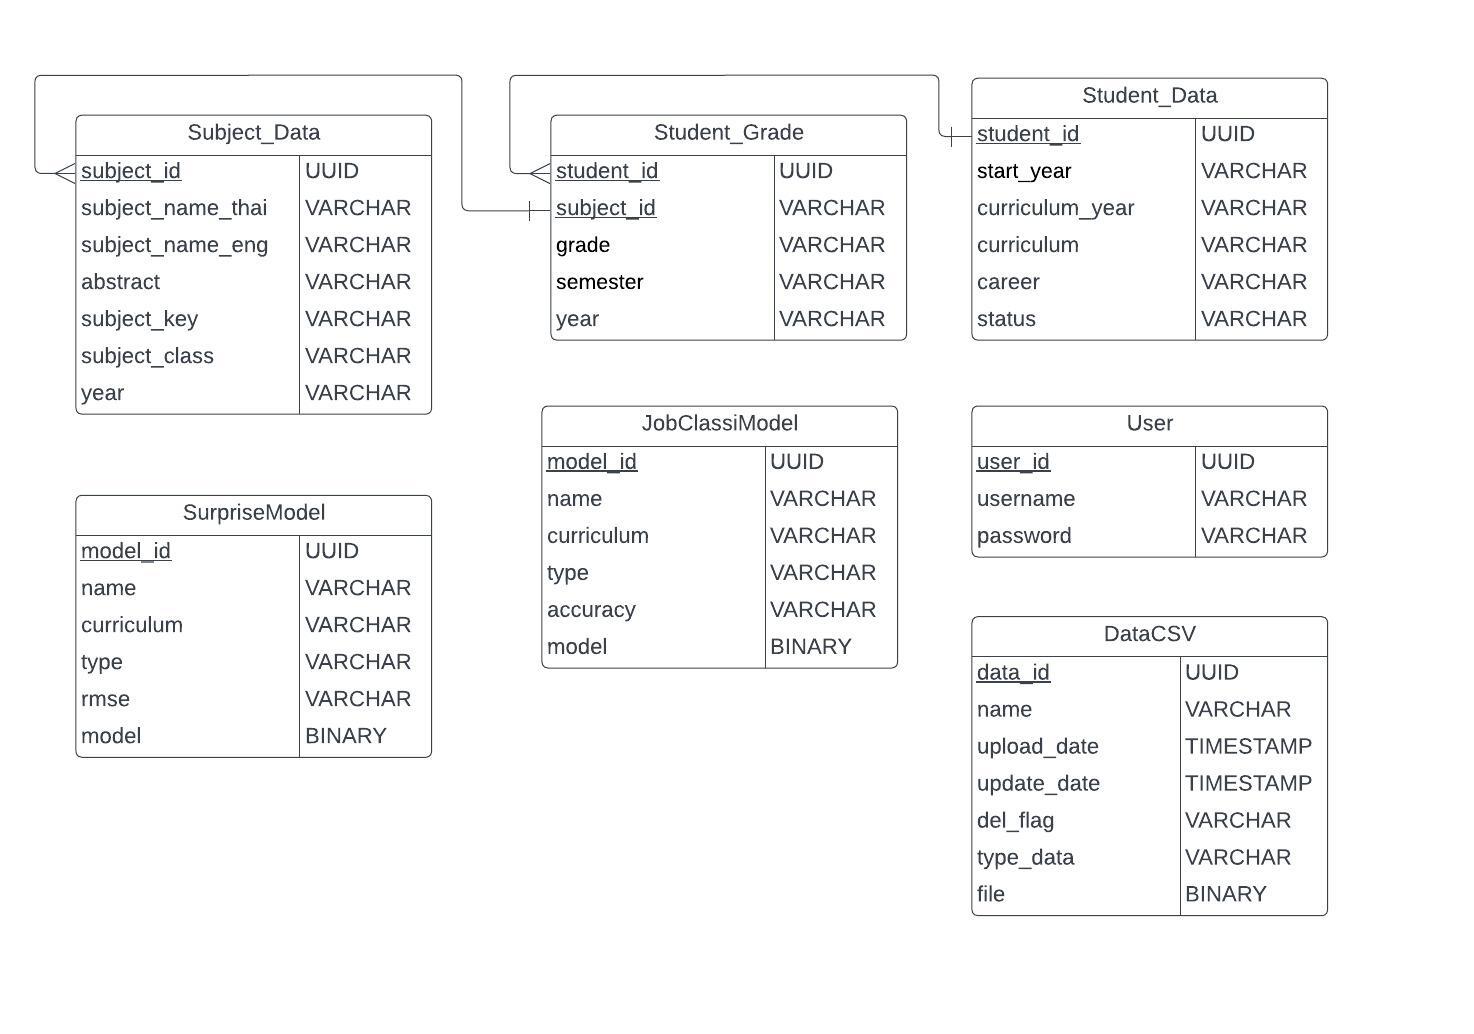 Subject_Data
subject_id UUID
subject_name_thai VARCHAR
subject_name_eng VARCHAR
abstract VARCHAR
subject_key VARCHAR
subject_class VARCHAR
year VARCHAR
Student_Grade
student_id UUID
subject_id VARCHAR
grade VARCHAR
semester VARCHAR
year VARCHAR
Student_Data
student_id UUID
start_year VARCHAR
curriculum_year VARCHAR
curriculum VARCHAR
career VARCHAR
status VARCHAR
SurpriseModel
model_id UUID
name VARCHAR
curriculum VARCHAR
type VARCHAR
rmse VARCHAR
model BINARY
JobClassiModel
model_id UUID
name VARCHAR
curriculum VARCHAR
type VARCHAR
accuracy VARCHAR
model BINARY
User
user_id UUID
username VARCHAR
password VARCHAR
DataCSV
data_id UUID
name VARCHAR
upload_date TIMESTAMP
update_date TIMESTAMP
del_flag VARCHAR
type_data VARCHAR
file BINARY